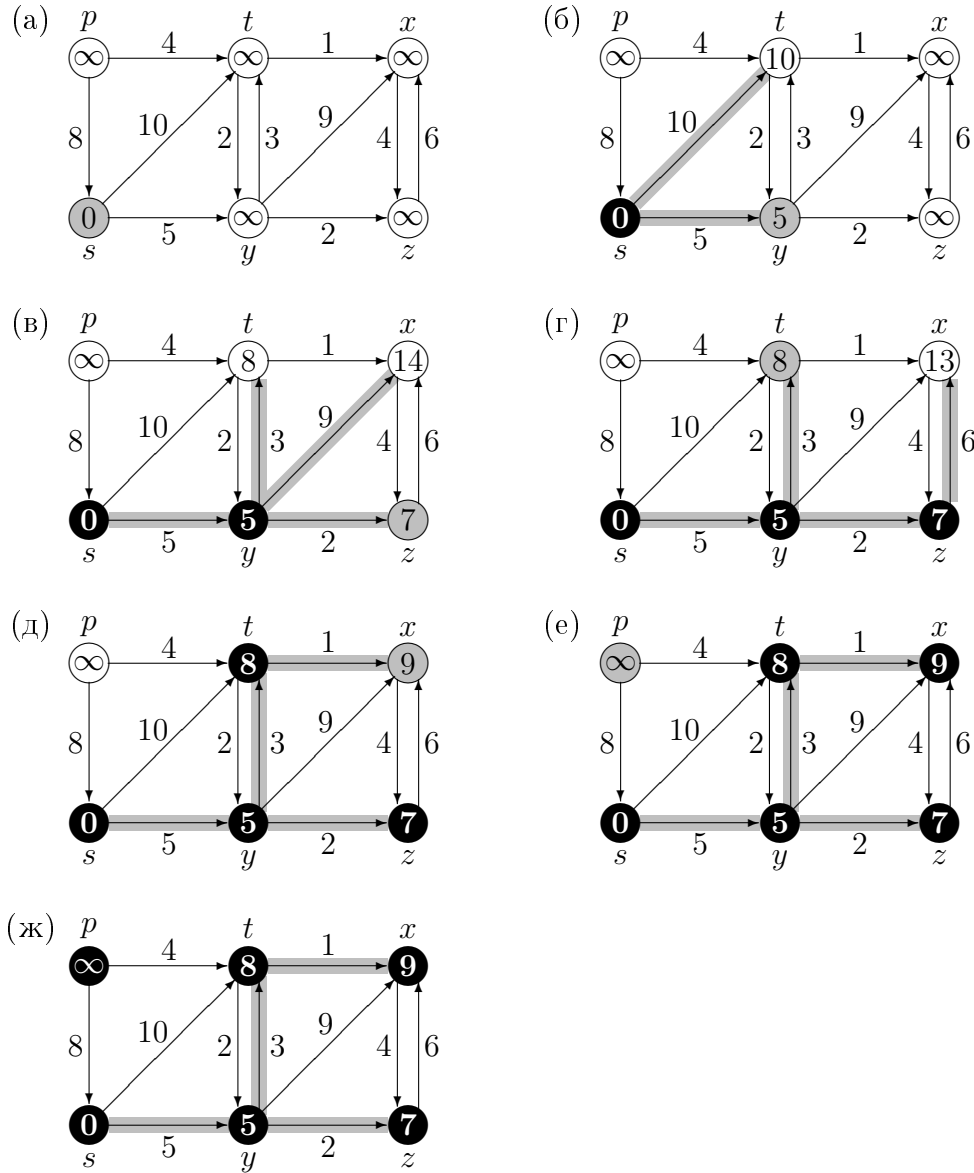 (а) p t x (б) p t x
∞ 4 ∞ 1 ∞ ∞ 4 10 1 ∞
8 10 2 3 9 4 6 8 10 2 3 9 4 6
0 5 ∞ 2 ∞ 0 5 5 2 ∞
s y z s y z
(в) p t x (г) p t x
∞ 4 8 1 14 ∞ 4 8 1 13
8 10 2 3 9 4 6 8 10 2 3 9 4 6
0 5 5 2 7 0 5 5 2 7
s y z s y z
(д) p t x (е) p t x
∞ 4 8 1 9 ∞ 4 8 1 9
8 10 2 3 9 4 6 8 10 2 3 9 4 6
0 5 5 2 7 0 5 5 2 7
s y z s y z
(ж) p t x
∞ 4 8 1 9
8 10 2 3 9 4 6
0 5 5 2 7
s y z